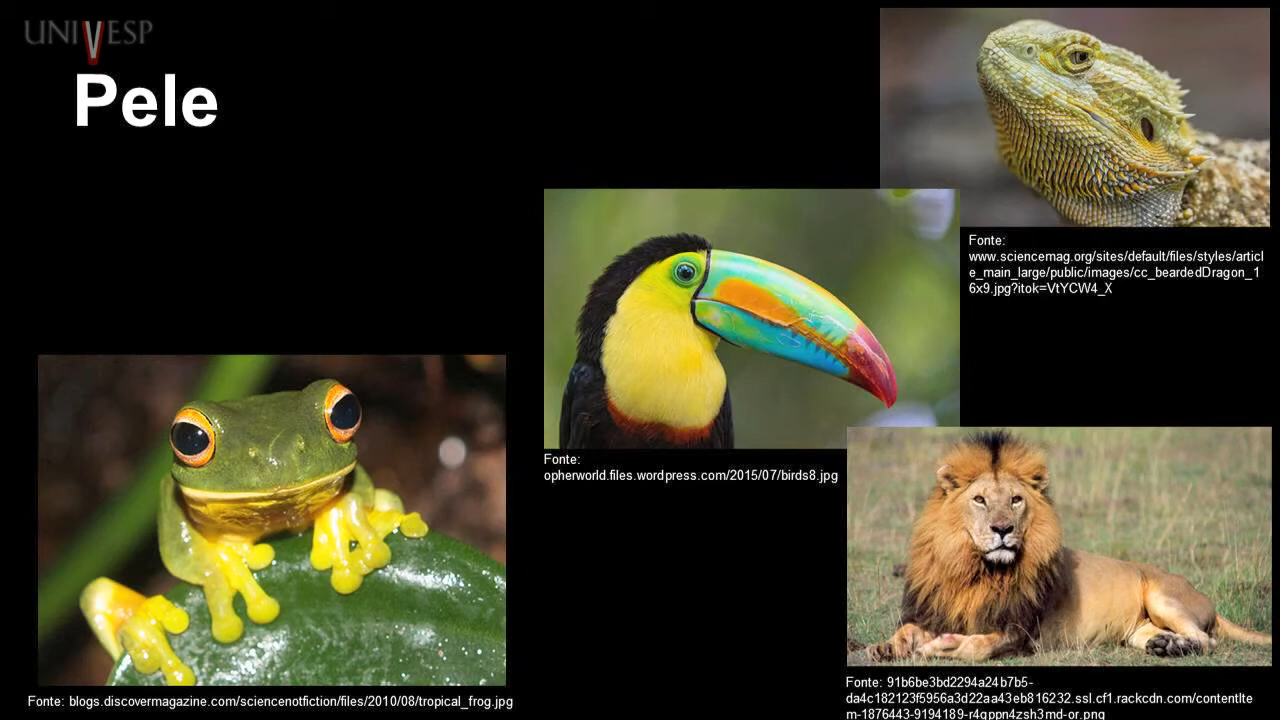 UNIVESP
Pele
Fonte:
www.sciencemag.org/sites/default/files/styles/articl
e_main_large/public/images/cc_beardedDragon_1
6x9.jpg?itok=VtYCW4_X
Fonte:
opherworld.files.wordpress.com/2015/07/birds8.jpg
Fonte: blogs.discovermagazine.com/sciencenotfiction/files/2010/08/tropical_frog.jpg
Fonte: 91b6be3bd2294a24b7b5-
da4c182123f5956a3d22aa43eb816232.ssl.cf1.rackcdn.com/contentIte
m-1876443-9194189-r4gppn4zsh3md-or.png